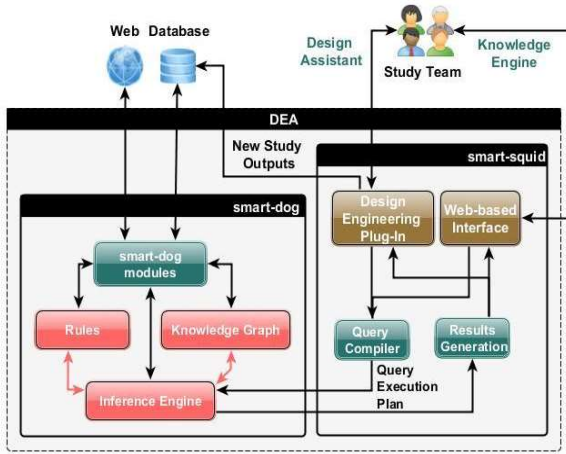 Web
Database
Design
Assistant
Study Team
Knowledge
Engine
DEA
New Study
Outputs
smart-squid
smart-dog
Design
Engineering
Plug-In
Web-based
Interface
smart-dog
modules
Rules
Knowledge Graph
Query
Compiler
Results
Generation
Inference Engine
Query
Execution
Plan